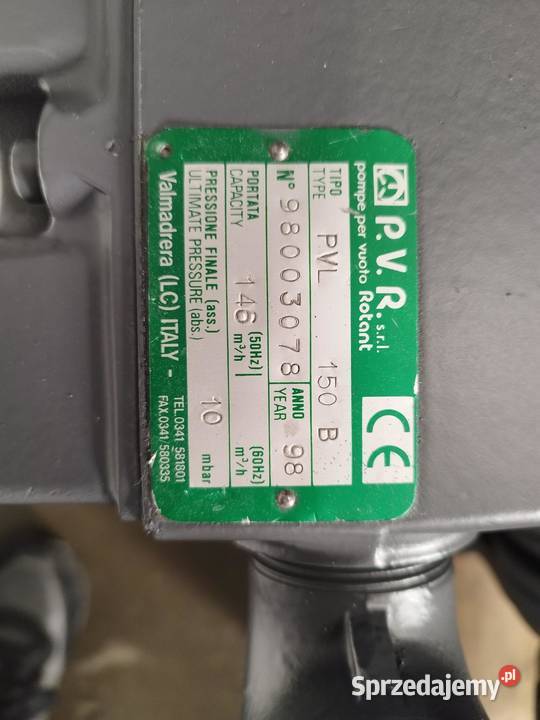 P.V.R. s.r.l.
pompe per vuoto Rotant
CE
TIPO
TYPE
PVL 150 B
N° 98003078
ANNO
YEAR
98
PORTATA
CAPACITY
146
(50Hz)
m³/h
(60Hz)
m³/h
PRESSIONE FINALE (ass.)
ULTIMATE PRESSURE (abs.)
10
mbar
Valmadrera (LC) ITALY -
TEL.0341 581801
FAX.0341 580335
Sprzedajemy.pl